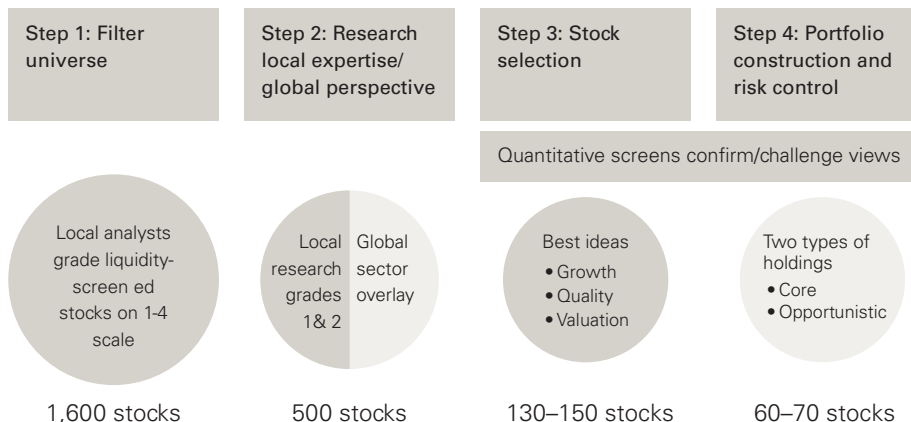 Step 1: Filter
universe
Step 2: Research
local expertise/
global perspective
Step 3: Stock
selection
Step 4: Portfolio
construction and
risk control
Quantitative screens confirm/challenge views
Local analysts
grade liquidity-
screen ed
stocks on 1-4
scale
Local
research
grades
1& 2
Global
sector
overlay
Best ideas
• Growth
• Quality
• Valuation
Two types of
holdings
• Core
• Opportunistic
1,600 stocks
500 stocks
130–150 stocks
60–70 stocks